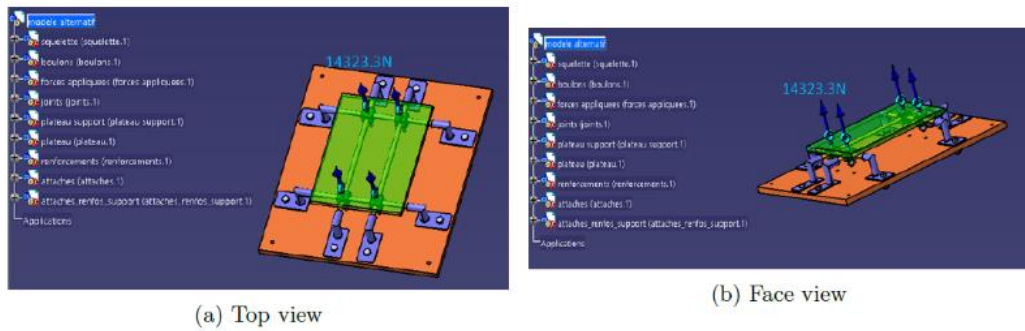 modele alternatif
squelette (squelette.1)
boulons (boulons.1)
forces appliquees (forces appliquees.1)
joints (joints.1)
plateau support (plateau support.1)
plateau (plateau.1)
renforcements (renforcements.1)
attaches (attaches.1)
attaches_renfos_support (attaches_renfos_support.1)
Applications
14323.3N
(a) Top view
modele alternatif
squelette (squelette.1)
boulons (boulons.1)
forces appliquees (forces appliquees.1)
joints (joints.1)
plateau support (plateau support.1)
plateau (plateau.1)
renforcements (renforcements.1)
attaches (attaches.1)
attaches_renfos_support (attaches_renfos_support.1)
Applications
14323.3N
(b) Face view